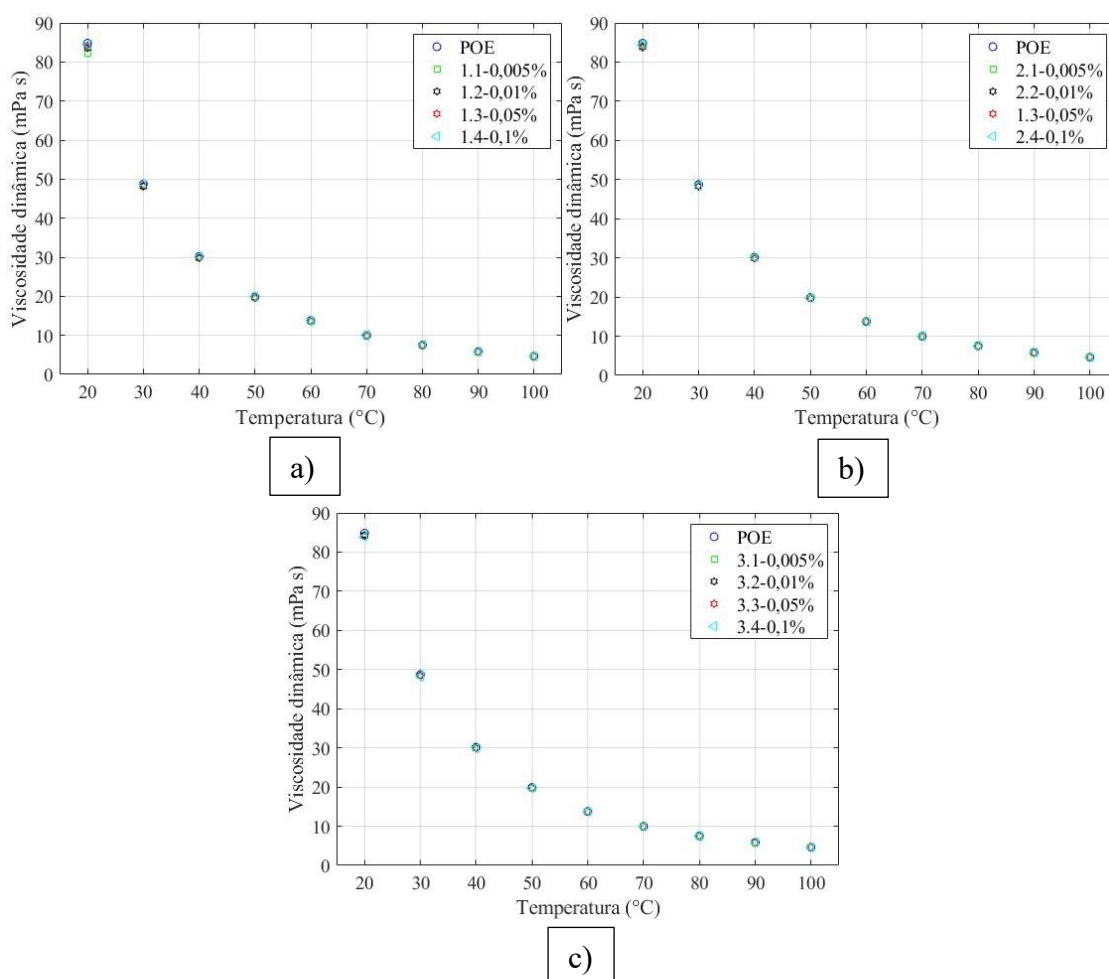 90
80
70
60
50
40
30
20
10
0
Viscosidade dinâmica (mPa s)
POE
1.1-0,005%
1.2-0,01%
1.3-0,05%
1.4-0,1%
20 30 40 50 60 70 80 90 100
Temperatura (°C)
a)
90
80
70
60
50
40
30
20
10
0
Viscosidade dinâmica (mPa s)
POE
2.1-0,005%
2.2-0,01%
1.3-0,05%
2.4-0,1%
20 30 40 50 60 70 80 90 100
Temperatura (°C)
b)
90
80
70
60
50
40
30
20
10
0
Viscosidade dinâmica (mPa s)
POE
3.1-0,005%
3.2-0,01%
3.3-0,05%
3.4-0,1%
20 30 40 50 60 70 80 90 100
Temperatura (°C)
c)